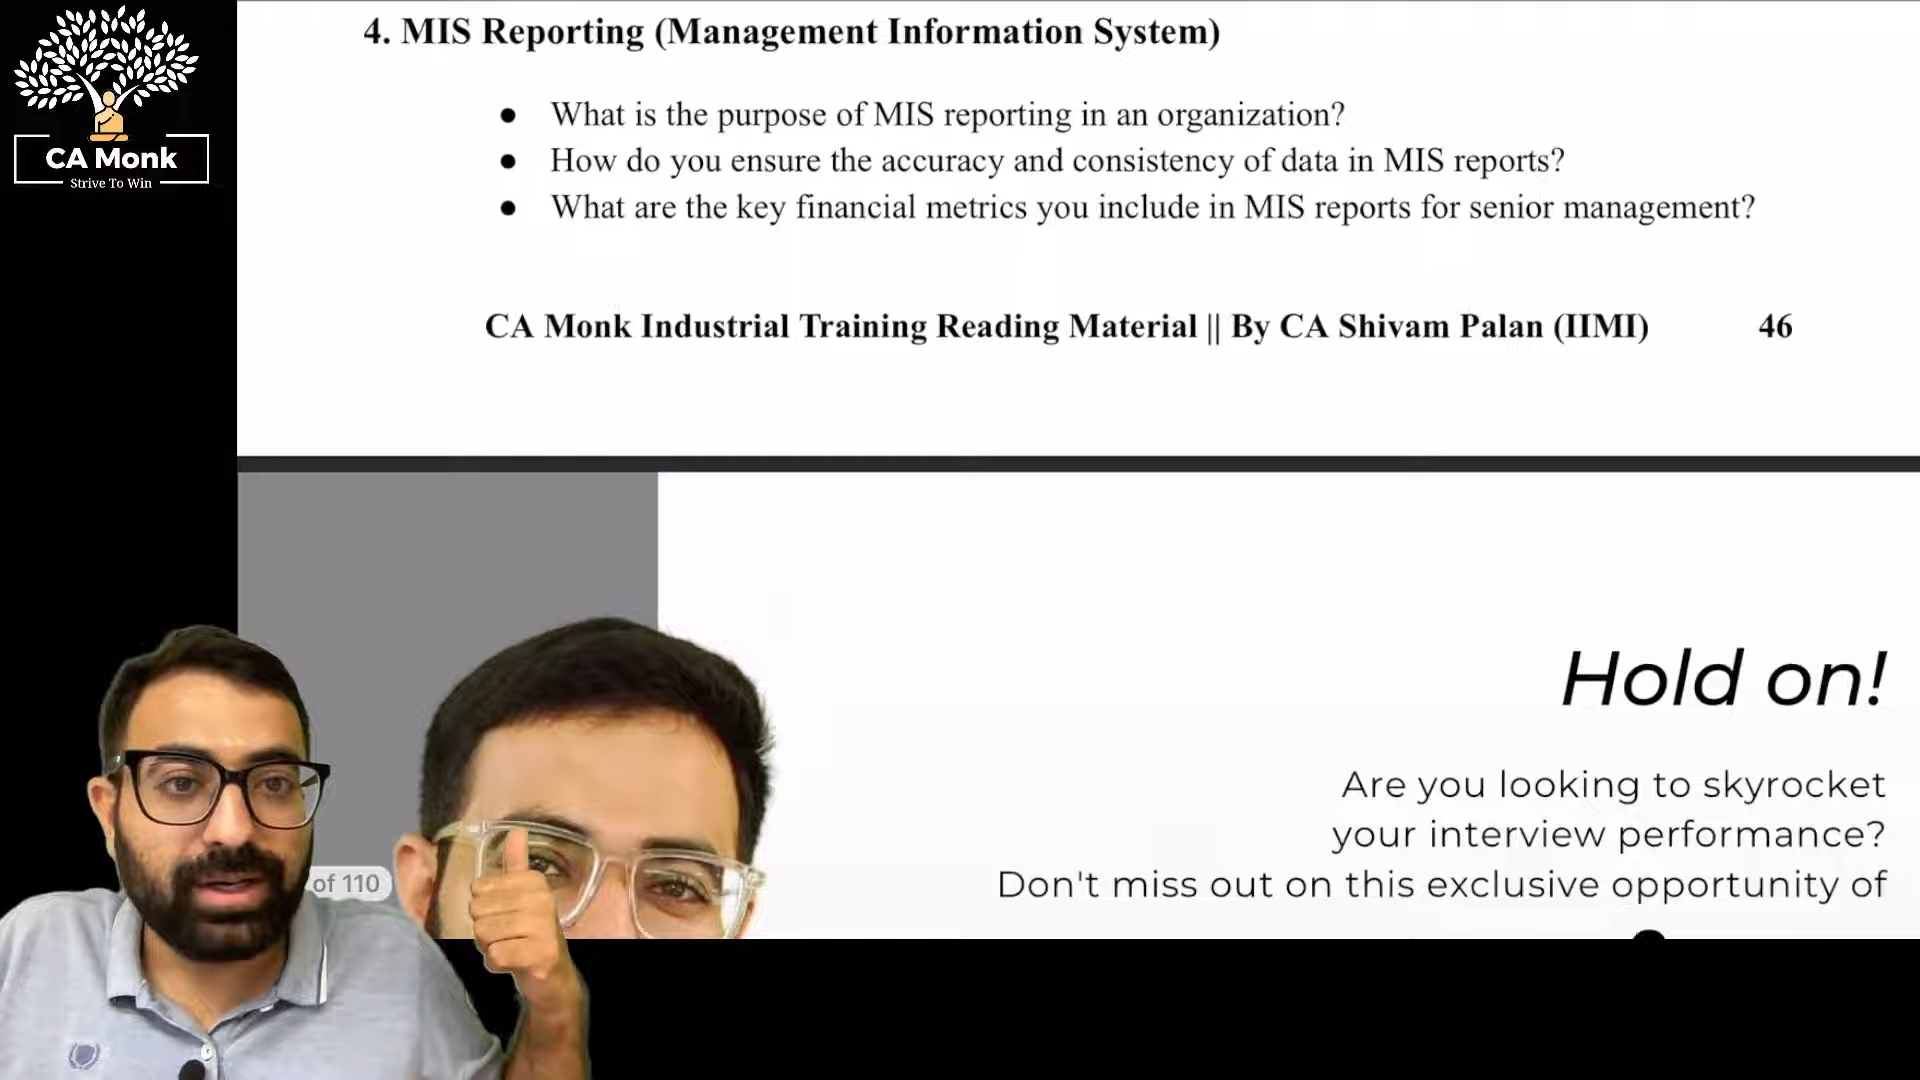 CA Monk
Strive To Win
4. MIS Reporting (Management Information System)
● What is the purpose of MIS reporting in an organization?
● How do you ensure the accuracy and consistency of data in MIS reports?
● What are the key financial metrics you include in MIS reports for senior management?
CA Monk Industrial Training Reading Material || By CA Shivam Palan (IIMI) 46
Hold on!
Are you looking to skyrocket
your interview performance?
Don't miss out on this exclusive opportunity of
of 110